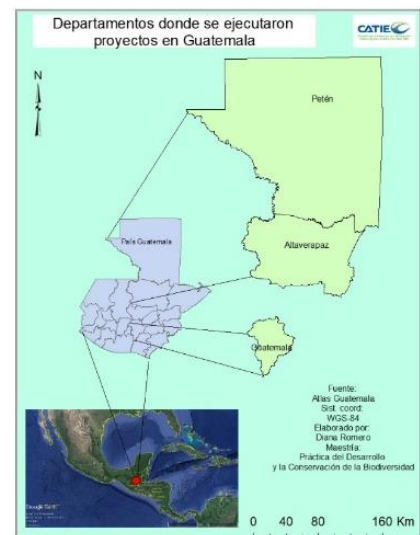 Departamentos donde se ejecutaron
proyectos en Guatemala
CATIE
N
Petén
País Guatemala
Altaverapaz
Guatemala
Fuente:
Atlas Guatemala
Sist. coord:
WGS-84
Elaborado por:
Diana Romero
Maestría:
Práctica del Desarrollo
y la Conservación de la Biodiversidad
Google Earth
0 40 80 160 Km